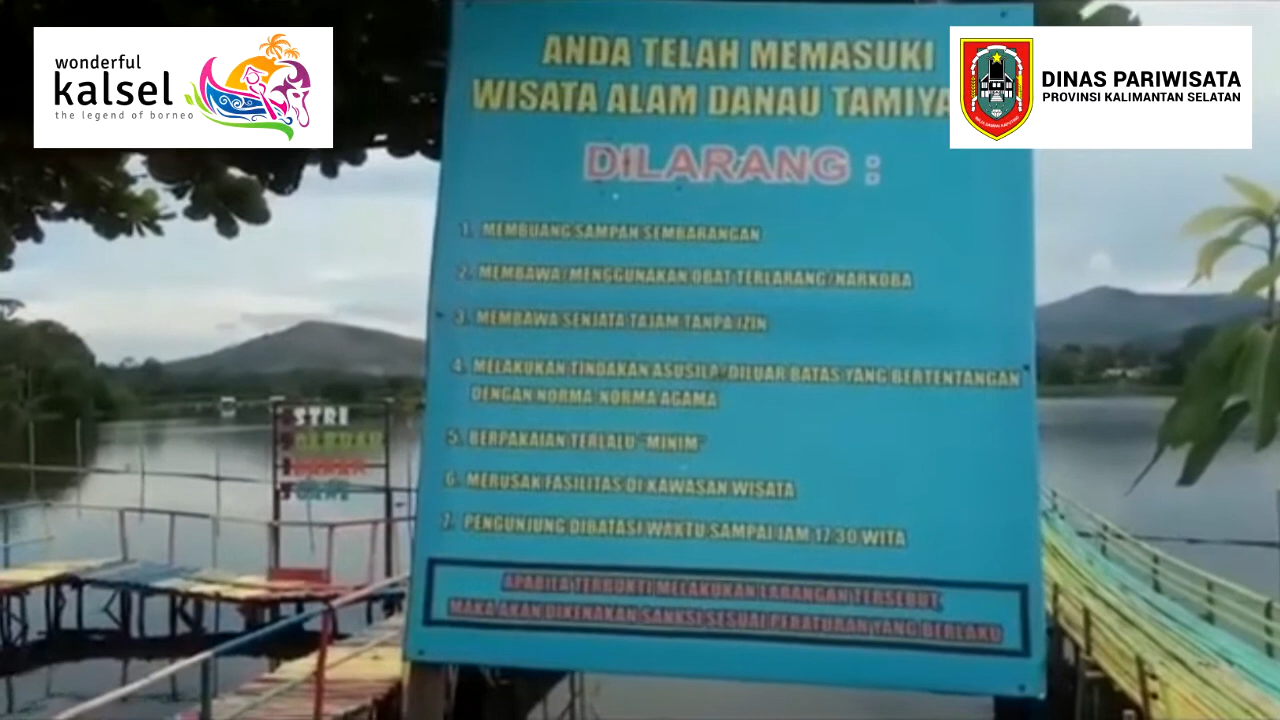 wonderful
kalsel
the legend of borneo
DINAS PARIWISATA
PROVINSI KALIMANTAN SELATAN
ANDA TELAH MEMASUKI
WISATA ALAM DANAU TAMIYA
DILARANG :
1. MEMBUANG SAMPAH SEMBARANGAN
2. MEMBAWA/MENGGUNAKAN OBAT TERLARANG/NARKOBA
3. MEMBAWA SENJATA TAJAM TANPA IZIN
4. MELAKUKAN TINDAKAN ASUSILA/DILUAR BATAS YANG BERTENTANGAN
DENGAN NORMA-NORMA AGAMA
5. BERPAKAIAN TERLALU "MINIM"
6. MERUSAK FASILITAS DI KAWASAN WISATA
7. PENGUNJUNG DIBATASI WAKTU SAMPAI JAM 17.30 WITA
APABILA TERBUKTI MELAKUKAN LARANGAN TERSEBUT,
MAKA AKAN DIKENAKAN SANKSI SESUAI PERATURAN YANG BERLAKU